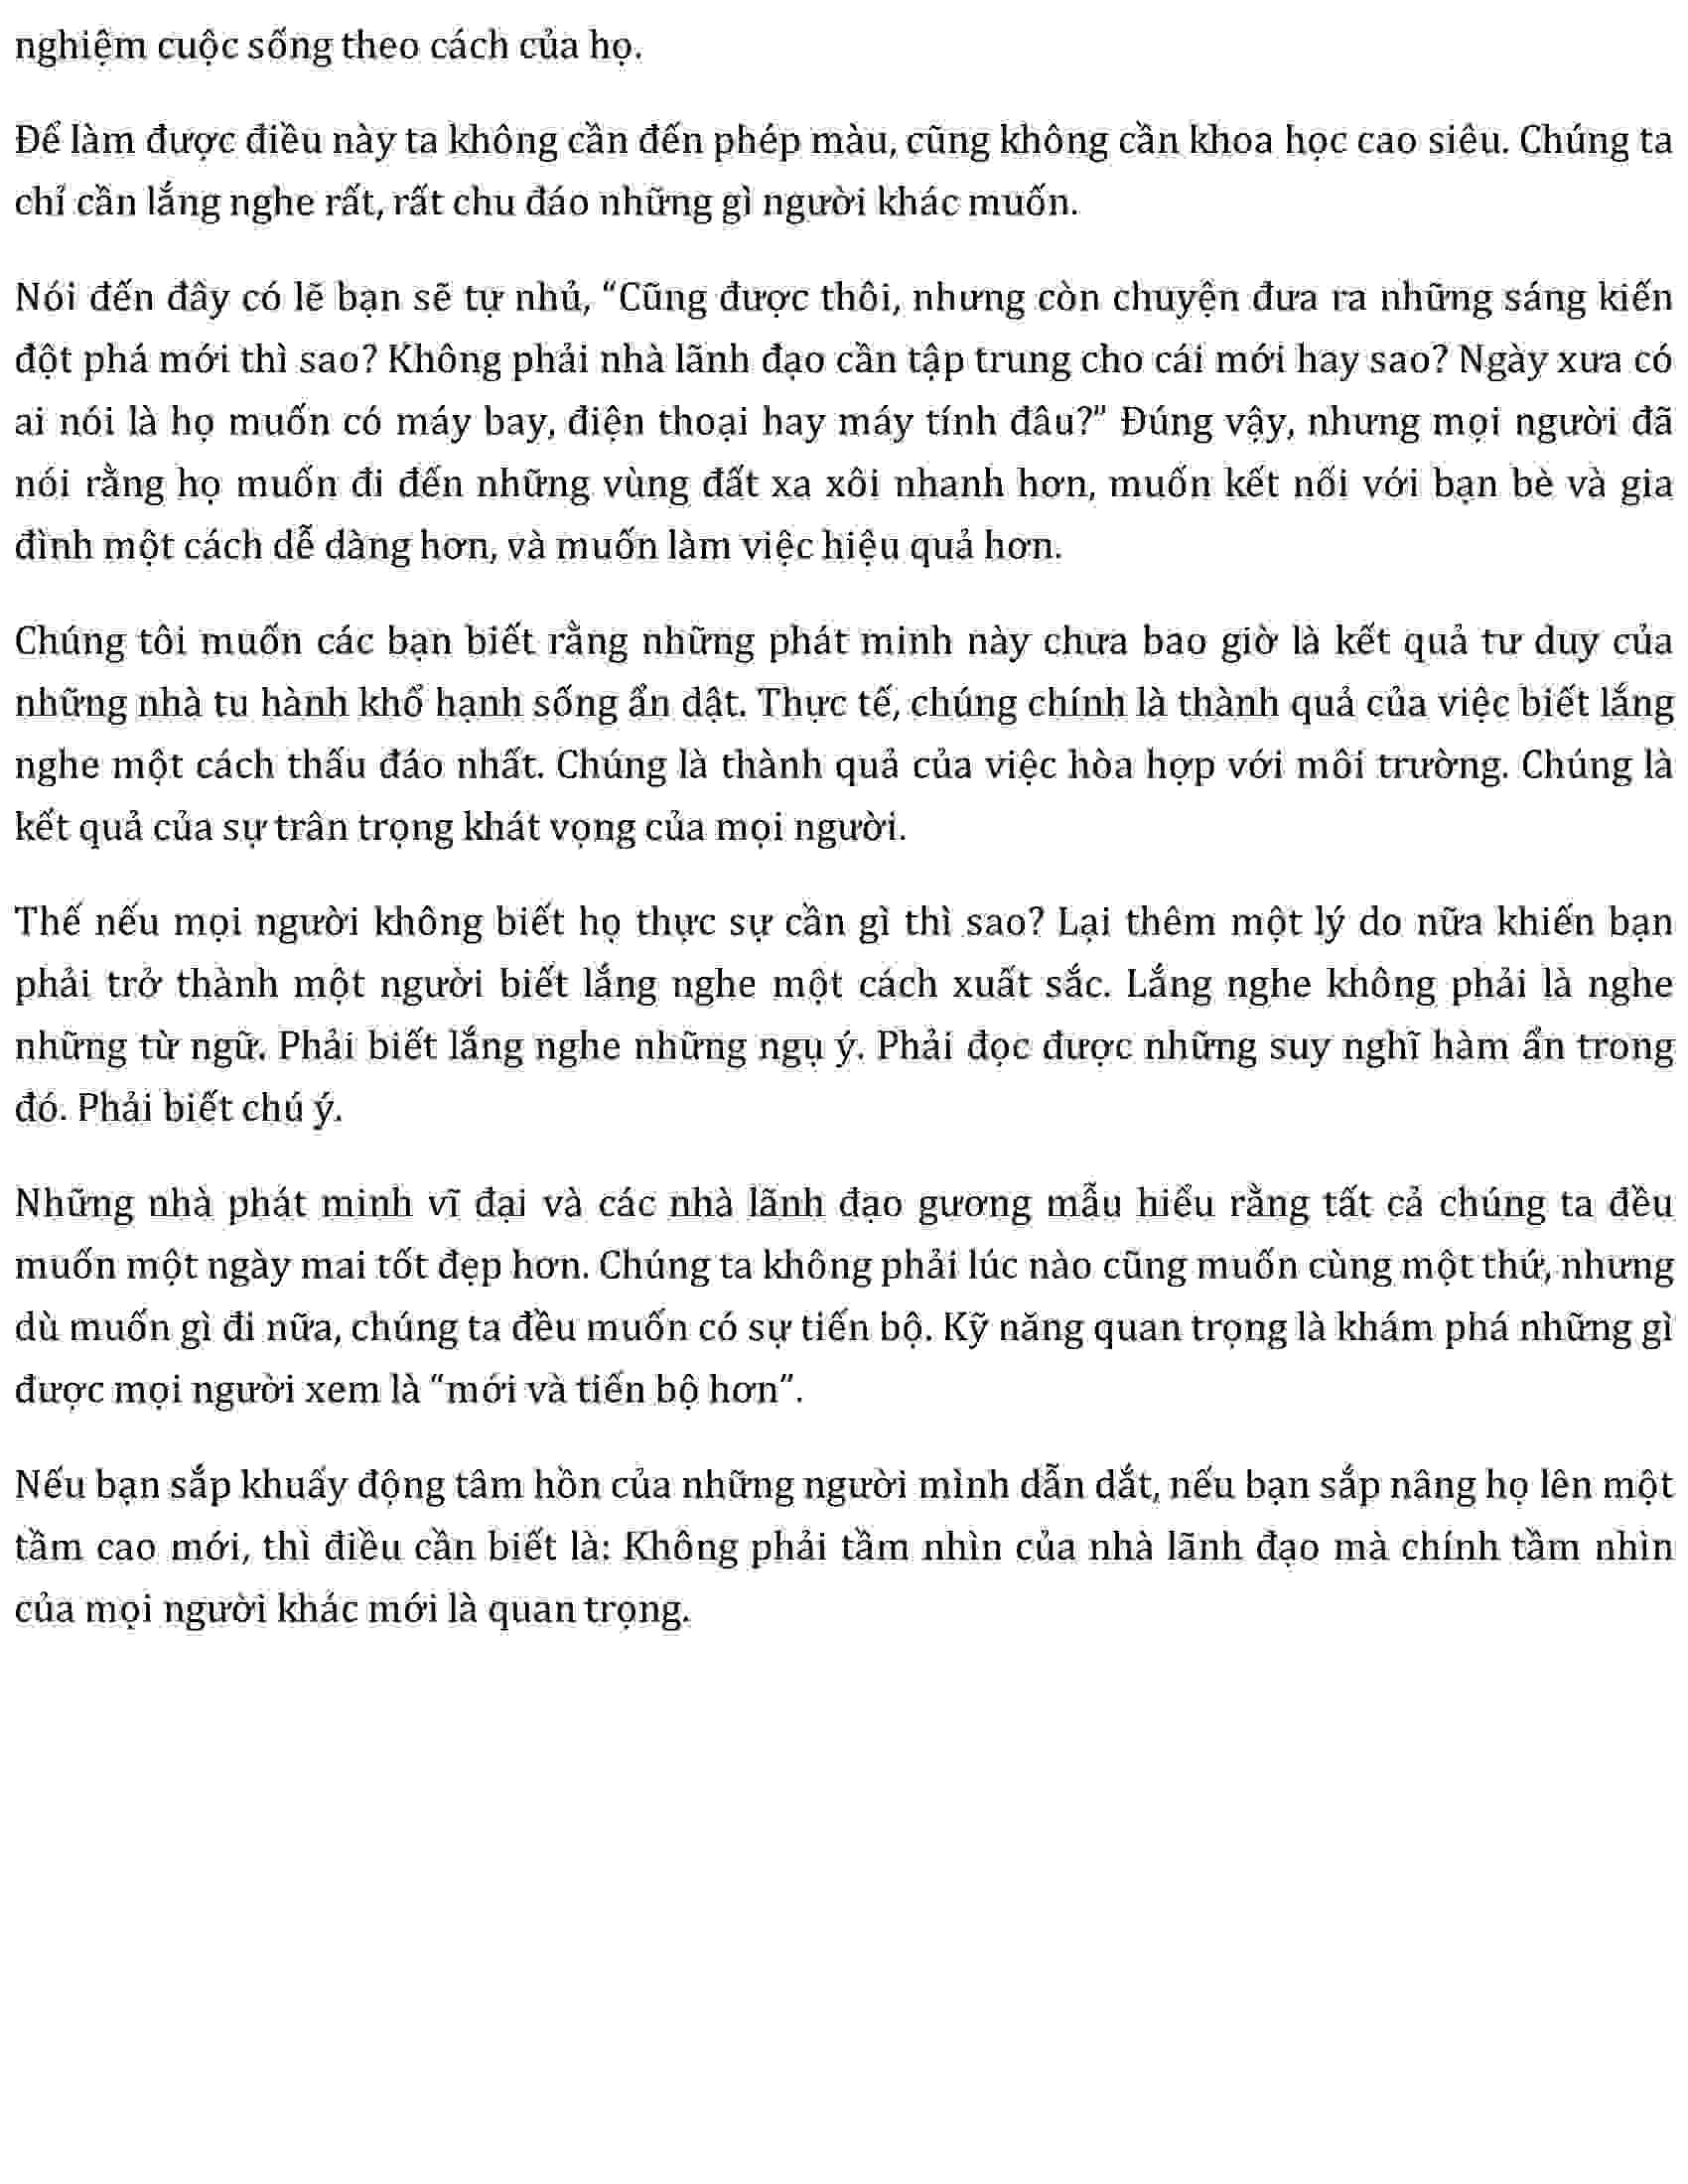 nghiệm cuộc sống theo cách của họ.
Để làm được điều này ta không cần đến phép màu, cũng không cần khoa học cao siêu. Chúng ta
chỉ cần lắng nghe rất, rất chu đáo những gì người khác muốn.
Nói đến đây có lẽ bạn sẽ tự nhủ, “Cũng được thôi, nhưng còn chuyện đưa ra những sáng kiến
đột phá mới thì sao? Không phải nhà lãnh đạo cần tập trung cho cái mới hay sao? Ngày xưa có
ai nói là họ muốn có máy bay, điện thoại hay máy tính đâu?” Đúng vậy, nhưng mọi người đã
nói rằng họ muốn đi đến những vùng đất xa xôi nhanh hơn, muốn kết nối với bạn bè và gia
đình một cách dễ dàng hơn, và muốn làm việc hiệu quả hơn.
Chúng tôi muốn các bạn biết rằng những phát minh này chưa bao giờ là kết quả tư duy của
những nhà tu hành khổ hạnh sống ẩn dật. Thực tế, chúng chính là thành quả của việc biết lắng
nghe một cách thấu đáo nhất. Chúng là thành quả của việc hòa hợp với môi trường. Chúng là
kết quả của sự trân trọng khát vọng của mọi người.
Thế nếu mọi người không biết họ thực sự cần gì thì sao? Lại thêm một lý do nữa khiến bạn
phải trở thành một người biết lắng nghe một cách xuất sắc. Lắng nghe không phải là nghe
những từ ngữ. Phải biết lắng nghe những ngụ ý. Phải đọc được những suy nghĩ hàm ẩn trong
đó. Phải biết chú ý.
Những nhà phát minh vĩ đại và các nhà lãnh đạo gương mẫu hiểu rằng tất cả chúng ta đều
muốn một ngày mai tốt đẹp hơn. Chúng ta không phải lúc nào cũng muốn cùng một thứ, nhưng
dù muốn gì đi nữa, chúng ta đều muốn có sự tiến bộ. Kỹ năng quan trọng là khám phá những gì
được mọi người xem là “mới và tiến bộ hơn”.
Nếu bạn sắp khuấy động tâm hồn của những người mình dẫn dắt, nếu bạn sắp nâng họ lên một
tầm cao mới, thì điều cần biết là: Không phải tầm nhìn của nhà lãnh đạo mà chính tầm nhìn
của mọi người khác mới là quan trọng.